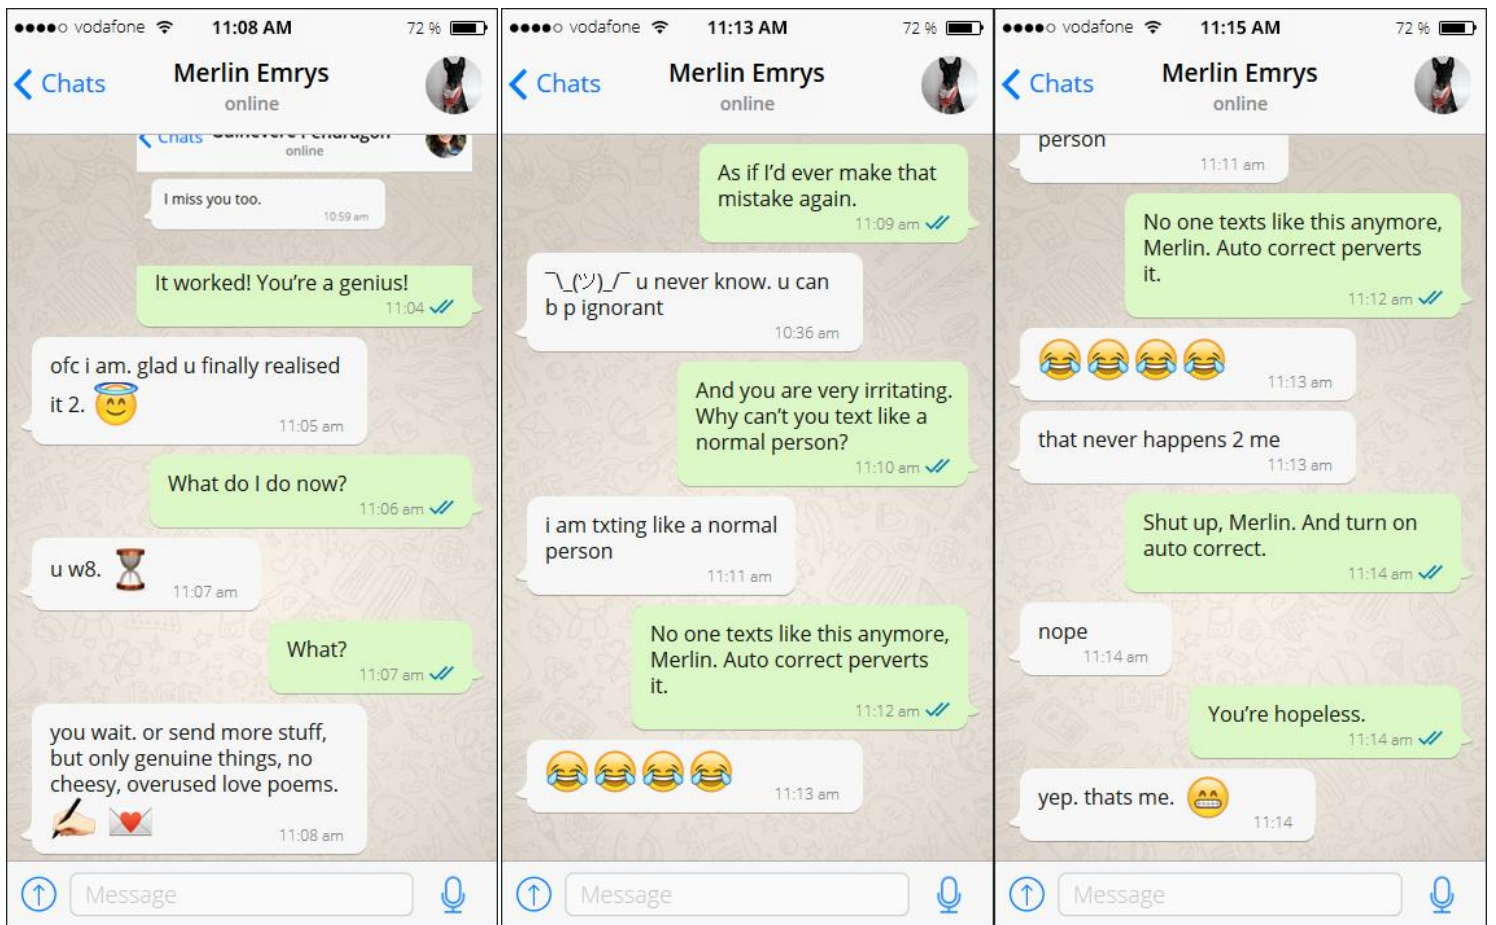 vodafone 11:08 AM 72 %
Chats Merlin Emrys
online
Chats
online
I miss you too.
10:59 am
It worked! You're a genius!
11:04
ofc i am. glad u finally realised
it 2. 😇
11:05 am
What do I do now?
11:06 am
u w8. ⏳
11:07 am
What?
11:07 am
you wait. or send more stuff,
but only genuine things, no
cheesy, overused love poems.
✍🏻 💌
11:08 am
Message
vodafone 11:13 AM 72 %
Chats Merlin Emrys
online
As if I'd ever make that
mistake again.
11:09 am
¯\_(ツ)_/¯ u never know. u can
b p ignorant
10:36 am
And you are very irritating.
Why can't you text like a
normal person?
11:10 am
i am txting like a normal
person
11:11 am
No one texts like this anymore,
Merlin. Auto correct perverts
it.
11:12 am
😂😂😂😂
11:13 am
Message
vodafone 11:15 AM 72 %
Chats Merlin Emrys
online
person
11:11 am
No one texts like this anymore,
Merlin. Auto correct perverts
it.
11:12 am
😂😂😂😂
11:13 am
that never happens 2 me
11:13 am
Shut up, Merlin. And turn on
auto correct.
11:14 am
nope
11:14 am
You're hopeless.
11:14 am
yep. thats me. 😁
11:14
Message